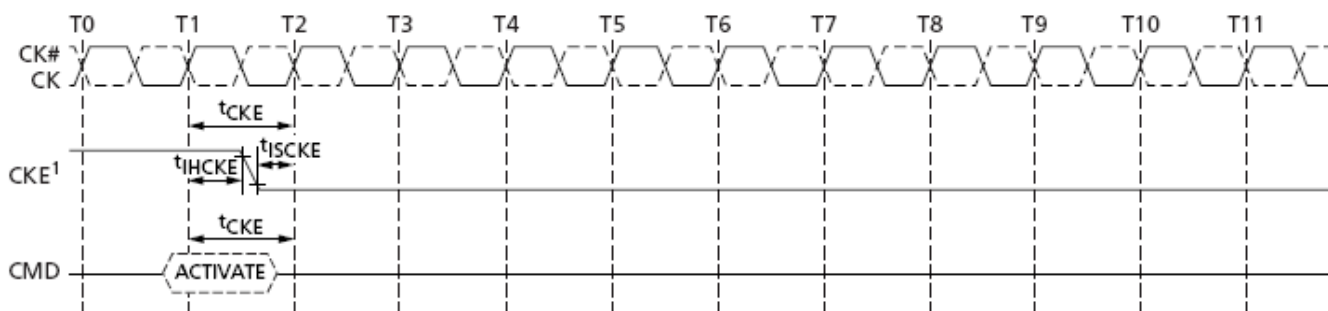 T0 T1 T2 T3 T4 T5 T6 T7 T8 T9 T10 T11
CK#
CK
tCKE
tISCKE
tIHCKE
CKE¹
tCKE
CMD ACTIVATE